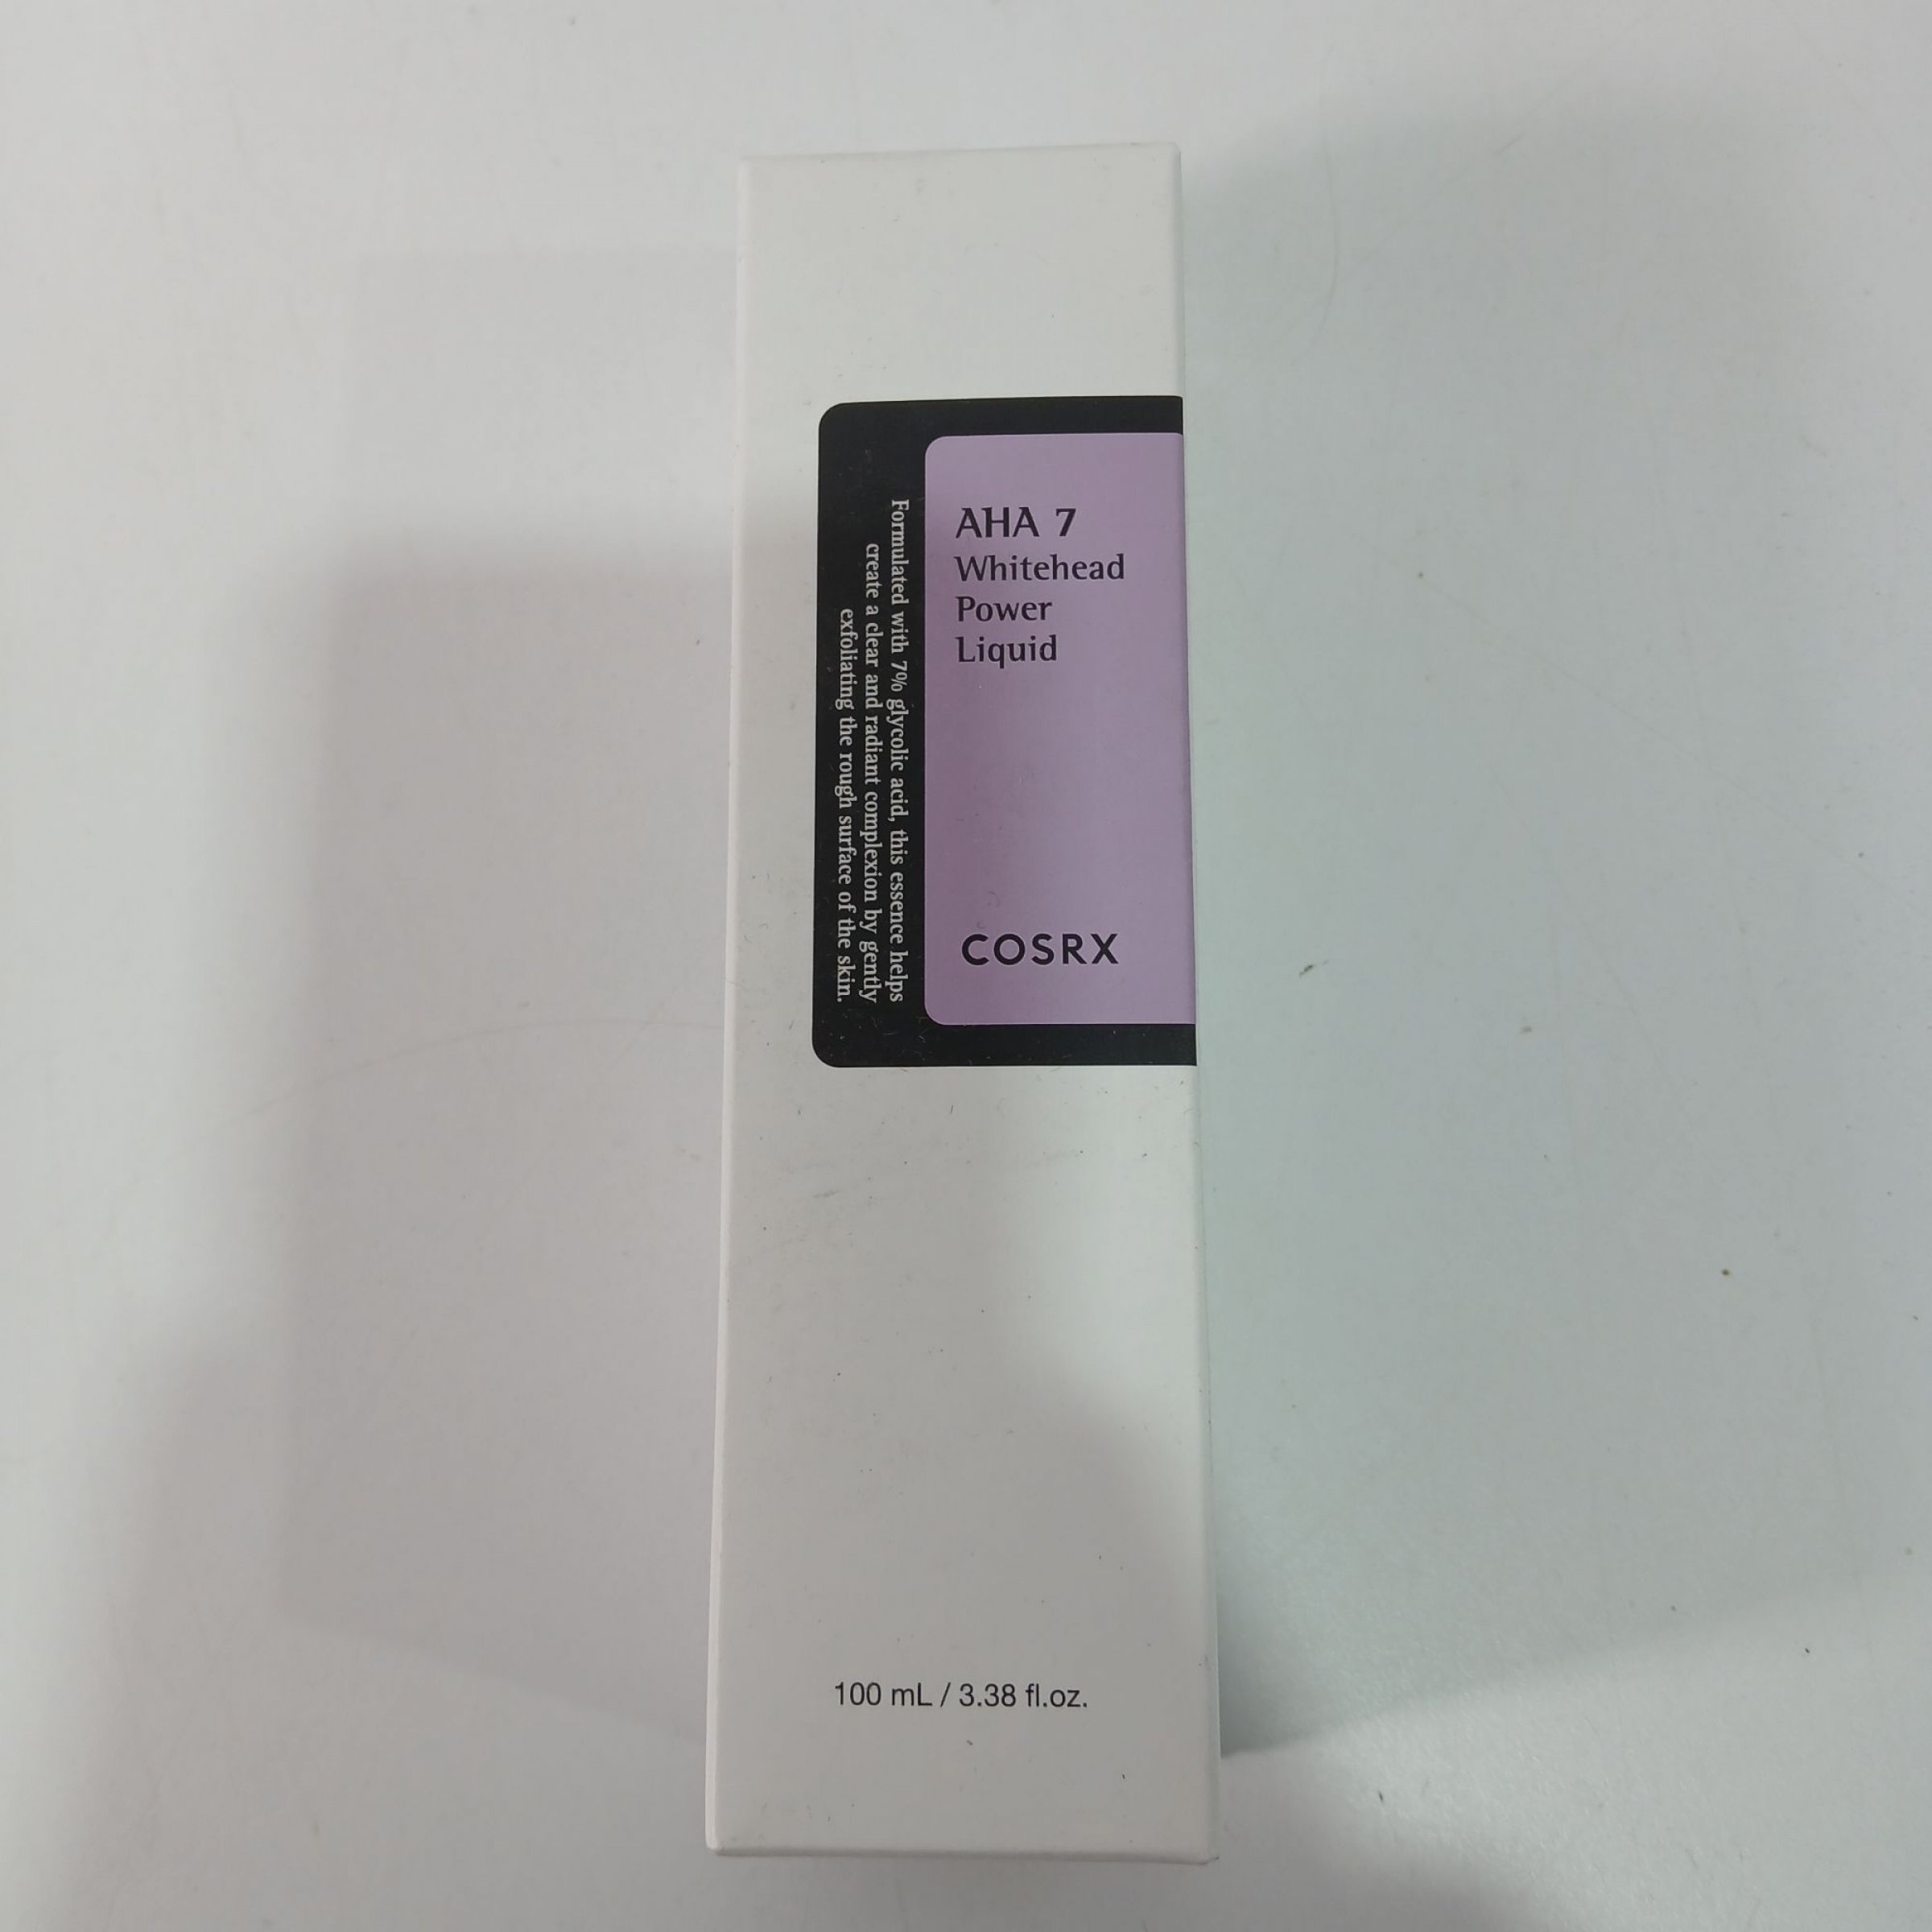 AHA 7
Whitehead
Power
Liquid
COSRX
Formulated with 7% glycolic acid, this essence helps
create a clear and radiant complexion by gently
exfoliating the rough surface of the skin.
100 mL / 3.38 fl.oz.